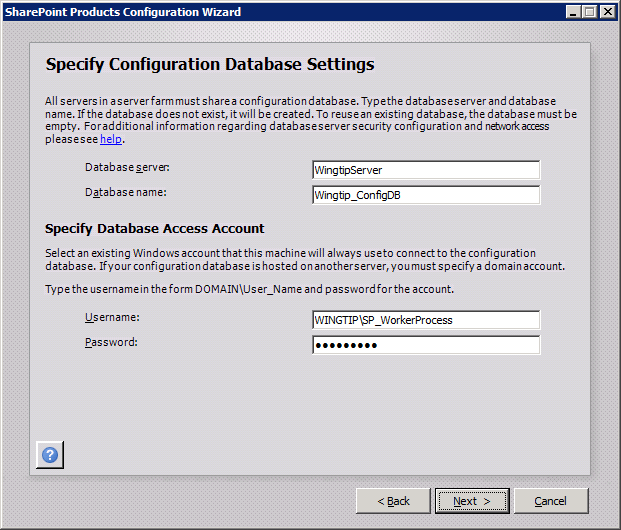 SharePoint Products Configuration Wizard
Specify Configuration Database Settings
All servers in a server farm must share a configuration database. Type the database server and database
name. If the database does not exist, it will be created. To reuse an existing database, the database must be
empty. For additional information regarding database server security configuration and network access
please see help.
Database server:
WingtipServer
Database name:
Wingtip_ConfigDB
Specify Database Access Account
Select an existing Windows account that this machine will always use to connect to the configuration
database. If your configuration database is hosted on another server, you must specify a domain account.
Type the username in the form DOMAIN\User_Name and password for the account.
Username:
WINGTIP\SP_WorkerProcess
Password:
●●●●●●●●●
?
< Back
Next >
Cancel